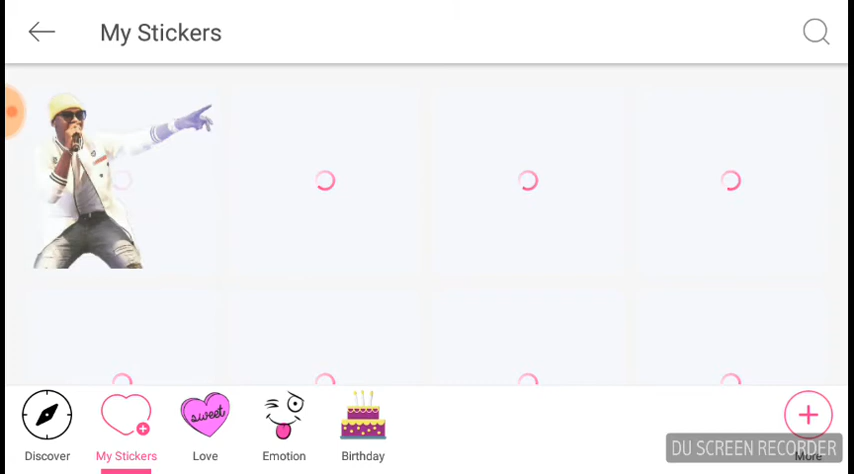 My Stickers
sweet
Discover
My Stickers
Love
Emotion
Birthday
More
DU SCREEN RECORDER